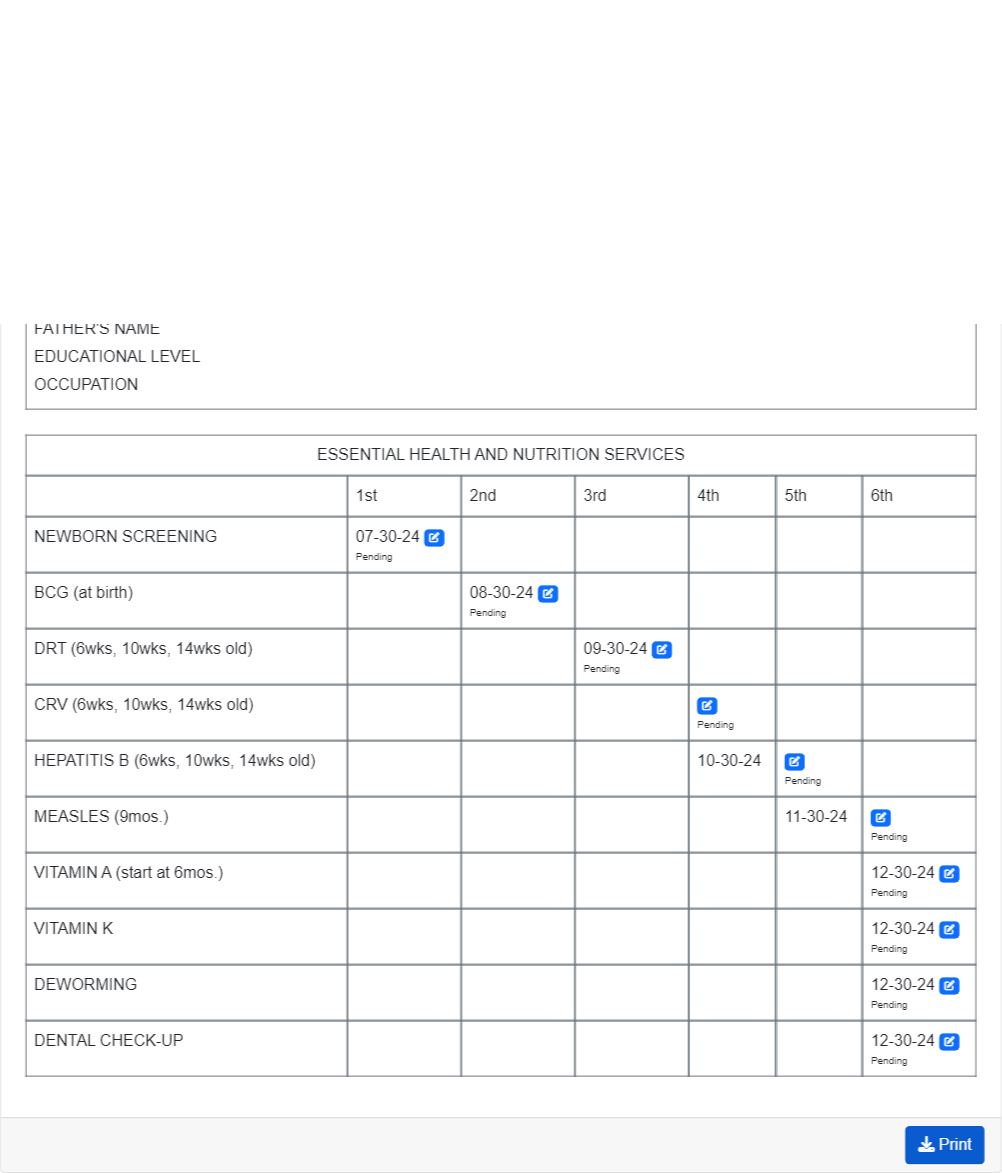 FATHER'S NAME
EDUCATIONAL LEVEL
OCCUPATION
ESSENTIAL HEALTH AND NUTRITION SERVICES
1st 2nd 3rd 4th 5th 6th
NEWBORN SCREENING 07-30-24
Pending
BCG (at birth) 08-30-24
Pending
DRT (6wks, 10wks, 14wks old) 09-30-24
Pending
CRV (6wks, 10wks, 14wks old)
Pending
HEPATITIS B (6wks, 10wks, 14wks old) 10-30-24
Pending
MEASLES (9mos.) 11-30-24
Pending
VITAMIN A (start at 6mos.) 12-30-24
Pending
VITAMIN K 12-30-24
Pending
DEWORMING 12-30-24
Pending
DENTAL CHECK-UP 12-30-24
Pending
Print